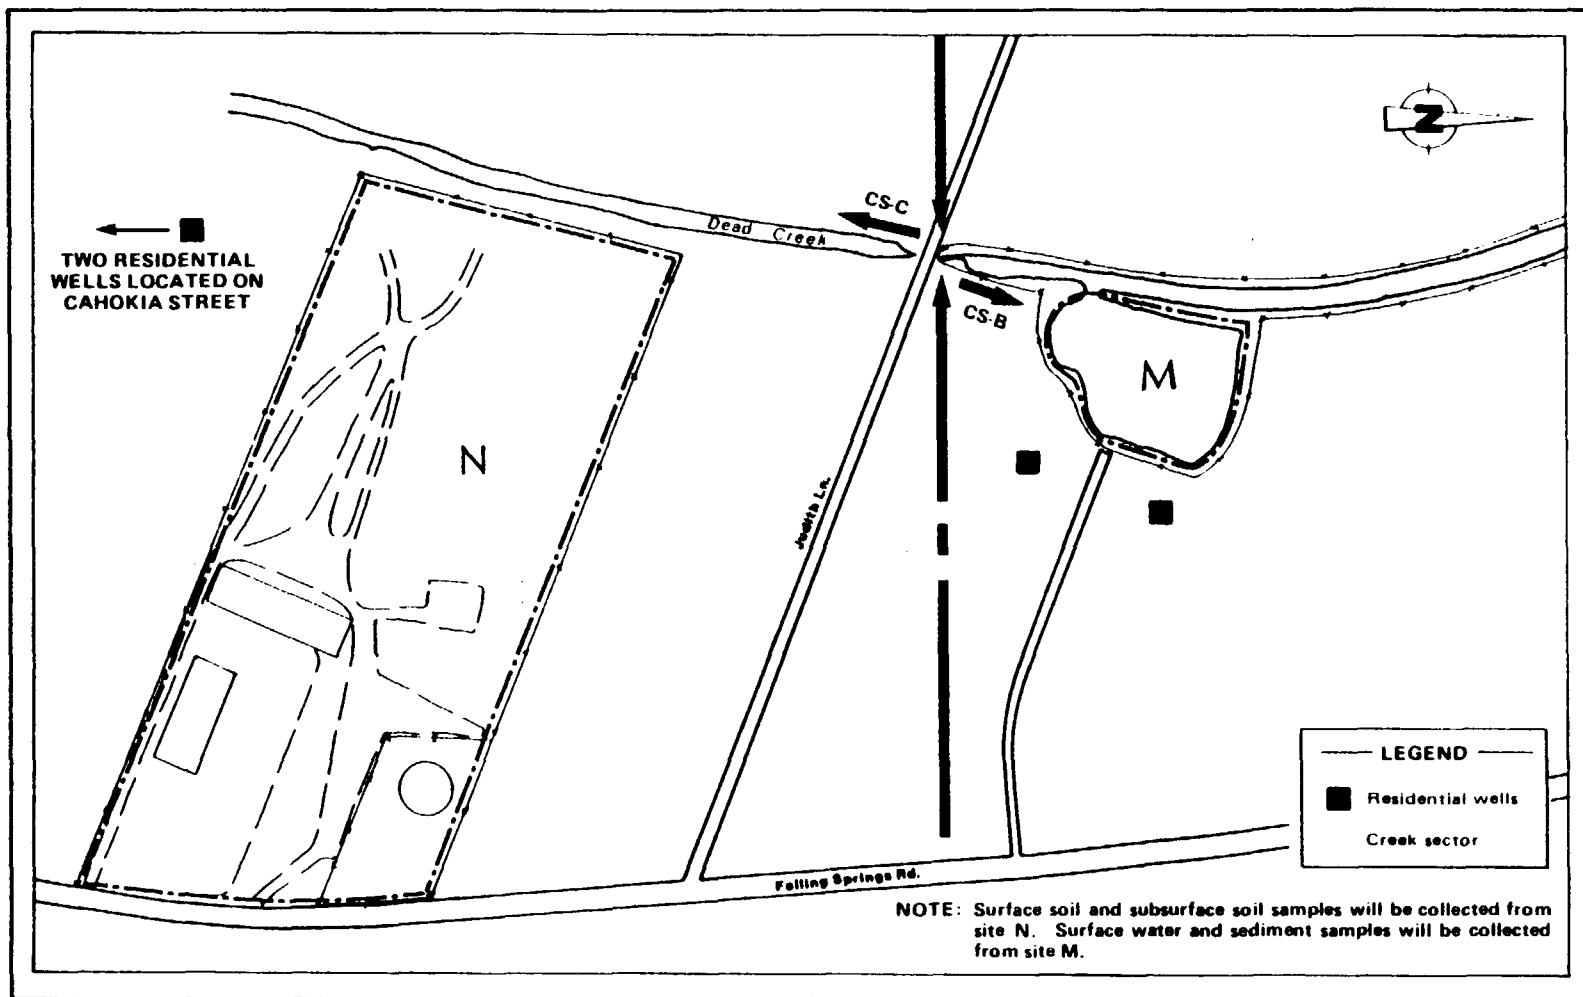 N
CS-C
Dead Creek
TWO RESIDENTIAL
WELLS LOCATED ON
CAHOKIA STREET
CS-B
M
N
Judith Ln.
LEGEND
Residential wells
Creek sector
Falling Springs Rd.
NOTE: Surface soil and subsurface soil samples will be collected from
site N. Surface water and sediment samples will be collected
from site M.